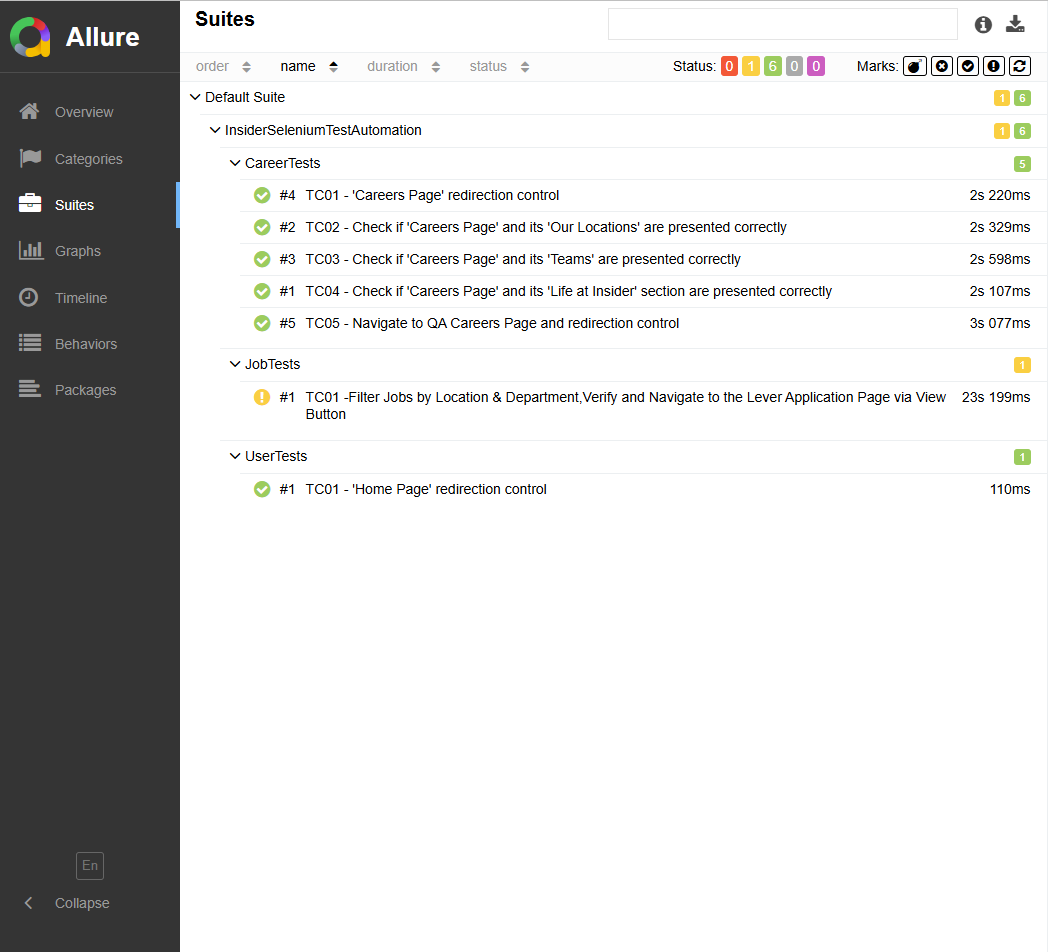 Allure
Overview
Categories
Suites
Graphs
Timeline
Behaviors
Packages
En
Collapse
Suites
order name duration status Status: 0 1 6 0 0 Marks:
Default Suite 1 6
InsiderSeleniumTestAutomation 1 6
CareerTests 5
#4 TC01 - 'Careers Page' redirection control 2s 220ms
#2 TC02 - Check if 'Careers Page' and its 'Our Locations' are presented correctly 2s 329ms
#3 TC03 - Check if 'Careers Page' and its 'Teams' are presented correctly 2s 598ms
#1 TC04 - Check if 'Careers Page' and its 'Life at Insider' section are presented correctly 2s 107ms
#5 TC05 - Navigate to QA Careers Page and redirection control 3s 077ms
JobTests 1
#1 TC01 -Filter Jobs by Location & Department,Verify and Navigate to the Lever Application Page via View 23s 199ms
Button
UserTests 1
#1 TC01 - 'Home Page' redirection control 110ms